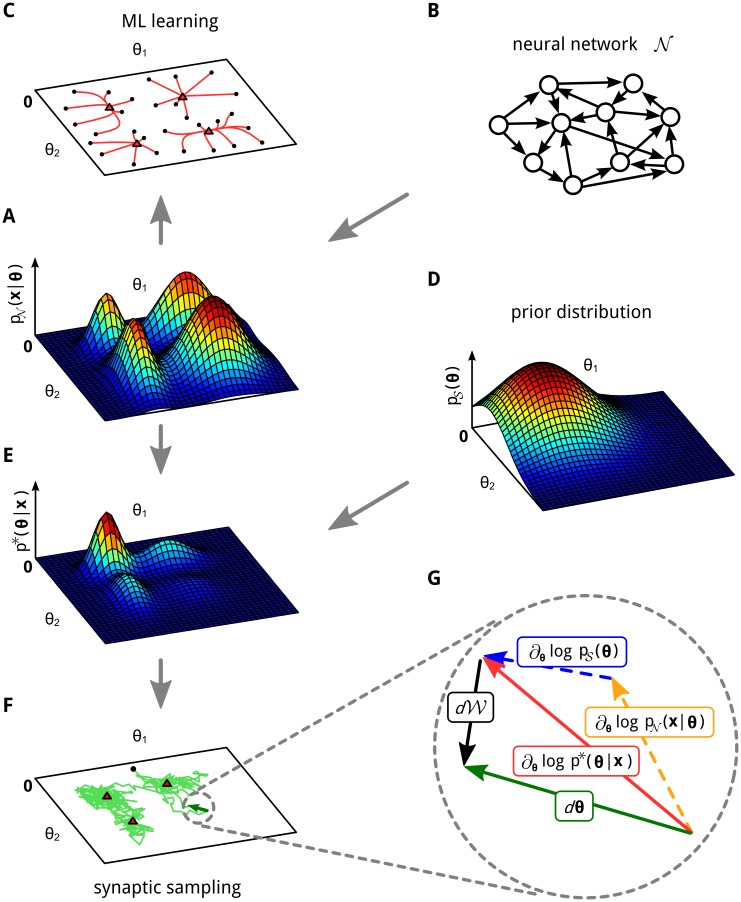 C
ML learning
θ₁
0
θ₂
B
neural network 𝒩
A
p𝒩(x|θ)
θ₁
0
θ₂
D
prior distribution
p𝒮(θ)
θ₁
0
θ₂
E
p*(θ|x)
θ₁
0
θ₂
F
θ₁
0
θ₂
synaptic sampling
G
∂θ log p𝒮(θ)
d𝒲
∂θ log p𝒩(x|θ)
∂θ log p*(θ|x)
dθ